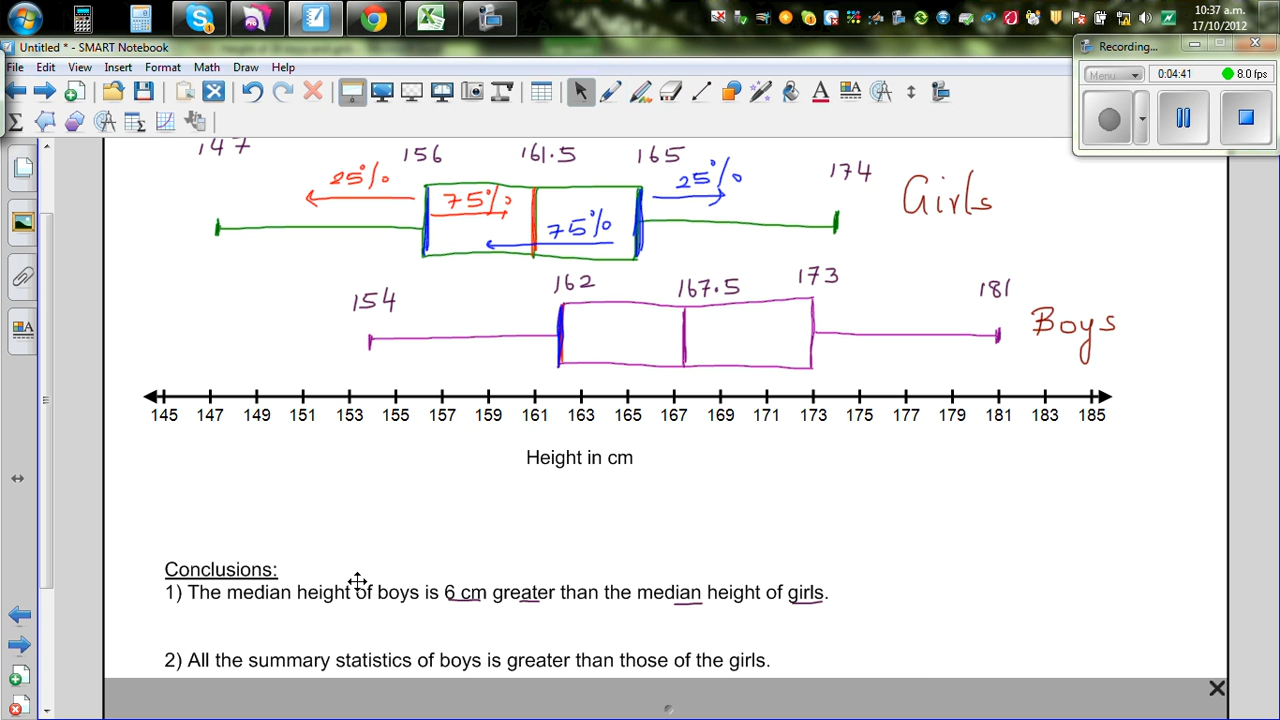 10:37 a.m.
17/10/2012
Untitled * - SMART Notebook
Recording...
File Edit View Insert Format Math Draw Help
Menu 0:04:41 8.0 fps
147 156 161.5 165 174
25% 75% 75% 25% Girls
154 162 167.5 173 181 Boys
145 147 149 151 153 155 157 159 161 163 165 167 169 171 173 175 177 179 181 183 185
Height in cm
Conclusions:
1) The median height of boys is 6 cm greater than the median height of girls.
2) All the summary statistics of boys is greater than those of the girls.